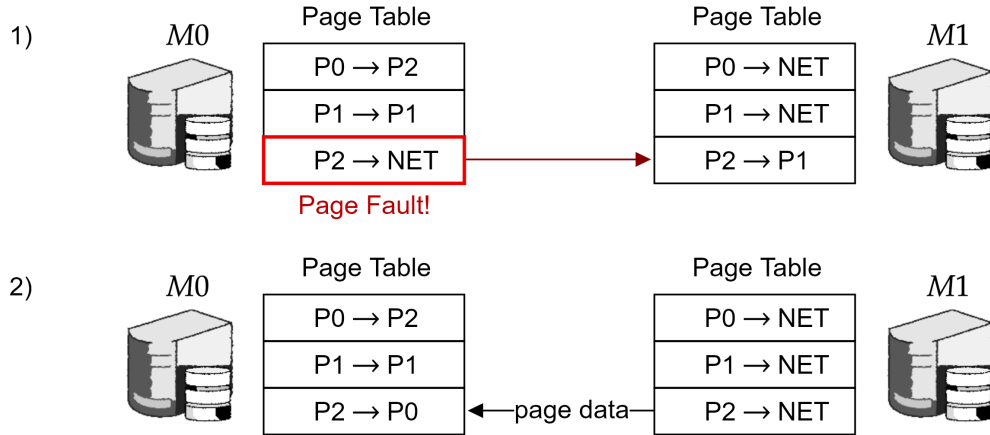 1)
M0
Page Table
P0 → P2
P1 → P1
P2 → NET
Page Fault!
Page Table
M1
P0 → NET
P1 → NET
P2 → P1
2)
M0
Page Table
P0 → P2
P1 → P1
P2 → P0
page data
Page Table
M1
P0 → NET
P1 → NET
P2 → NET